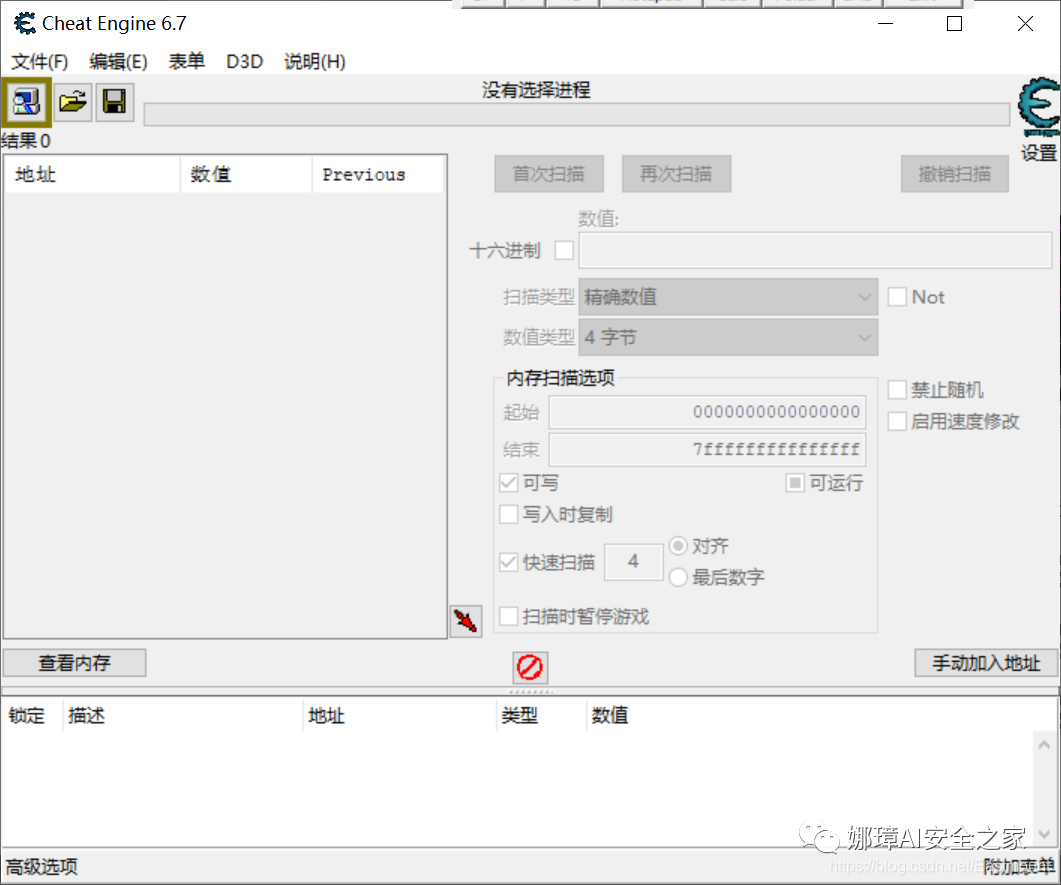 Cheat Engine 6.7
文件(F) 编辑(E) 表单 D3D 说明(H)
没有选择进程
结果 0
设置
地址 数值 Previous
首次扫描 再次扫描 撤销扫描
数值:
十六进制
扫描类型 精确数值 Not
数值类型 4 字节
内存扫描选项
起始 0000000000000000
禁止随机
结束 7fffffffffffffff
启用速度修改
可写 可运行
写入时复制
快速扫描 4 对齐
最后数字
扫描时暂停游戏
查看内存 手动加入地址
锁定 描述 地址 类型 数值
娜璋AI安全之家
https://blog.csdn.net/
高级选项 附加表单